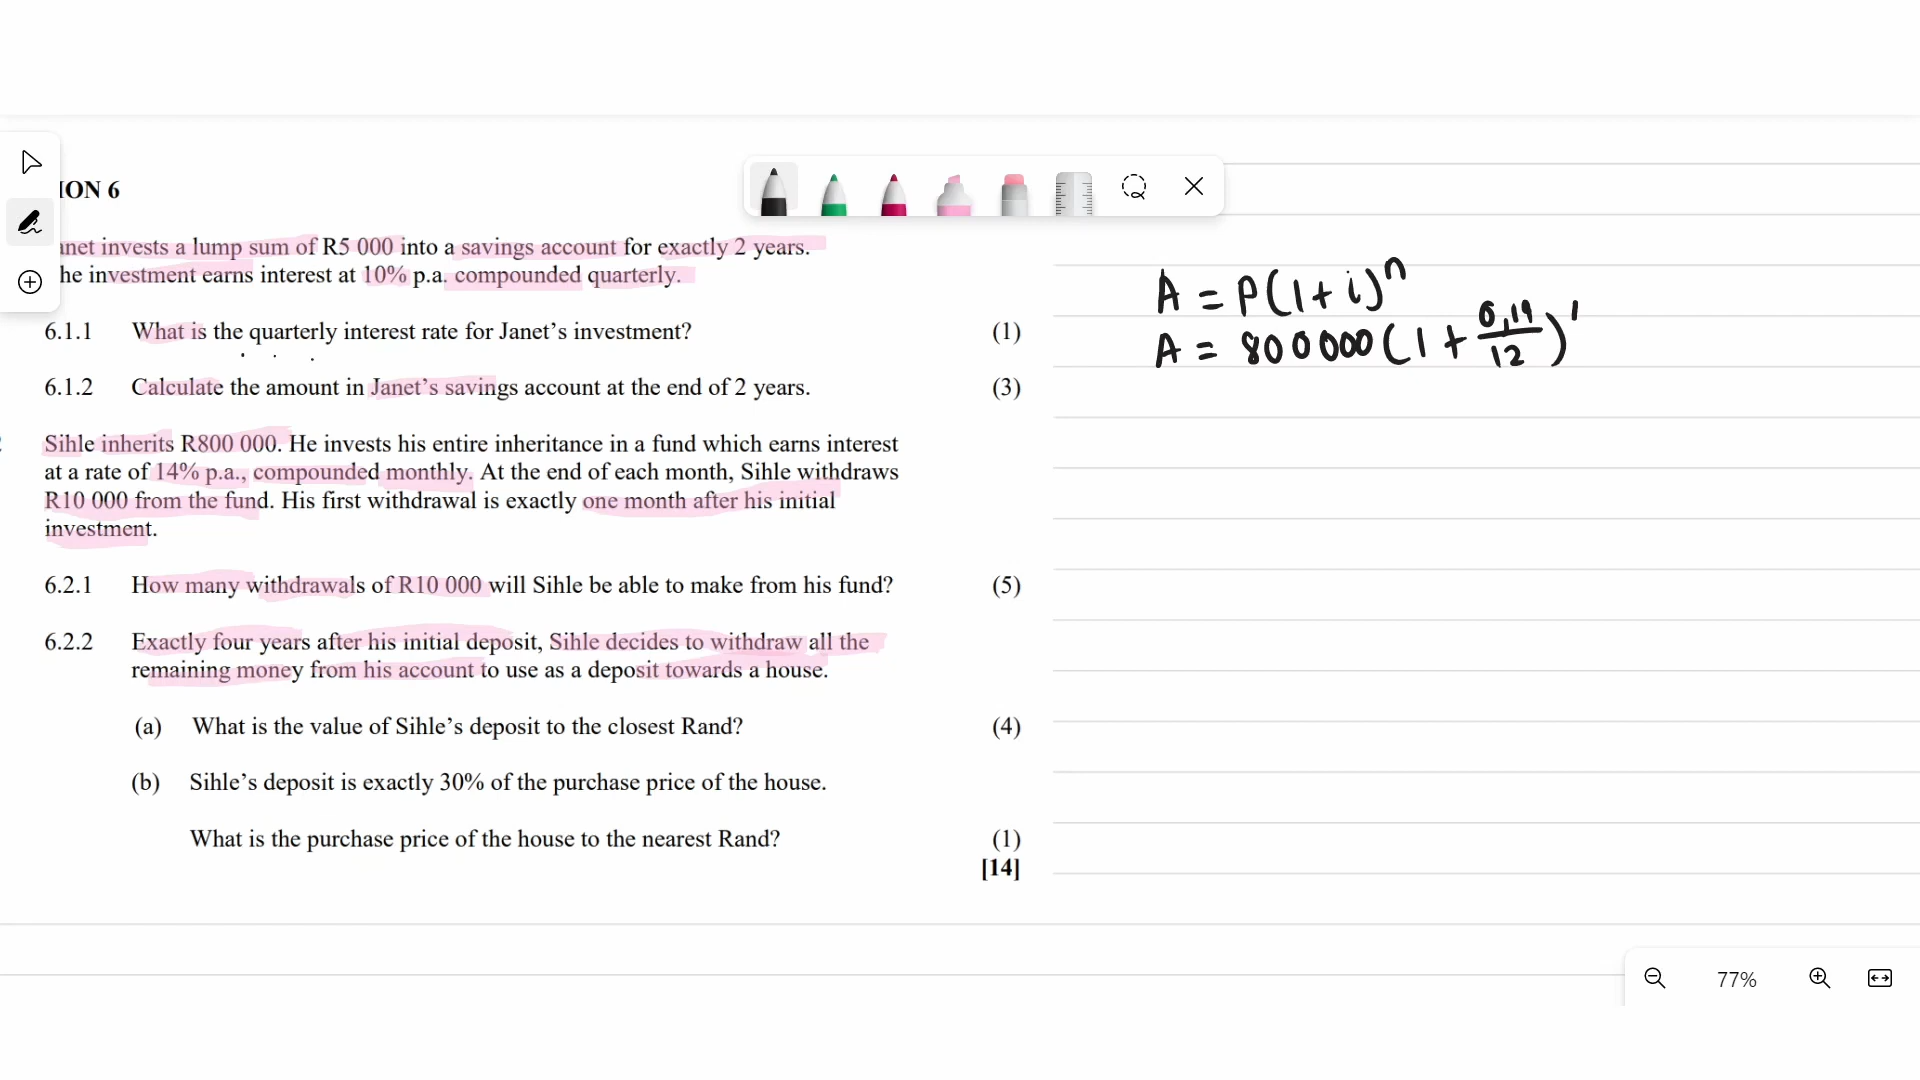 ION 6
anet invests a lump sum of R5 000 into a savings account for exactly 2 years.
he investment earns interest at 10% p.a. compounded quarterly.
6.1.1 What is the quarterly interest rate for Janet's investment? (1)
6.1.2 Calculate the amount in Janet's savings account at the end of 2 years. (3)
Sihle inherits R800 000. He invests his entire inheritance in a fund which earns interest
at a rate of 14% p.a., compounded monthly. At the end of each month, Sihle withdraws
R10 000 from the fund. His first withdrawal is exactly one month after his initial
investment.
6.2.1 How many withdrawals of R10 000 will Sihle be able to make from his fund? (5)
6.2.2 Exactly four years after his initial deposit, Sihle decides to withdraw all the
remaining money from his account to use as a deposit towards a house.
(a) What is the value of Sihle's deposit to the closest Rand? (4)
(b) Sihle's deposit is exactly 30% of the purchase price of the house.
What is the purchase price of the house to the nearest Rand? (1)
[14]
A = P(1+i)^n
A = 800000(1+0,14/12)^1
77%